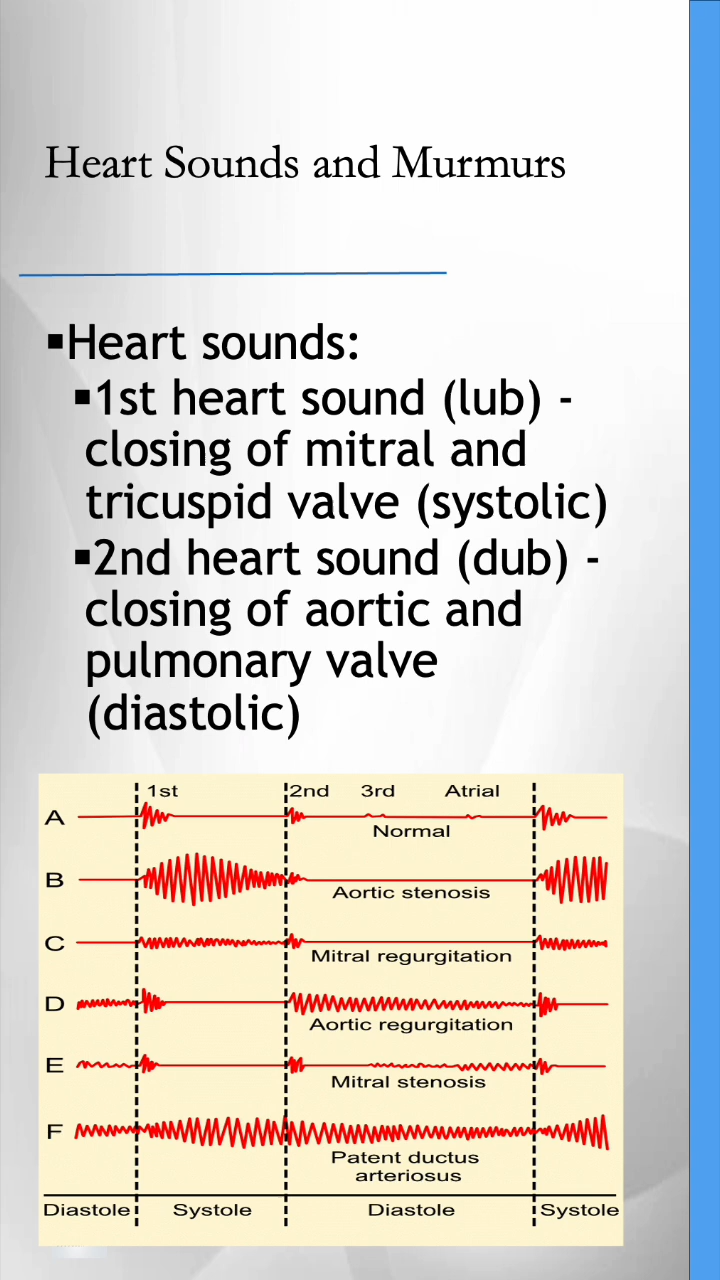 Heart Sounds and Murmurs
▪Heart sounds:
▪1st heart sound (lub) -
closing of mitral and
tricuspid valve (systolic)
▪2nd heart sound (dub) -
closing of aortic and
pulmonary valve
(diastolic)
1st 2nd 3rd Atrial
A
Normal
B
Aortic stenosis
C
Mitral regurgitation
D
Aortic regurgitation
E
Mitral stenosis
F
Patent ductus
arteriosus
Diastole Systole Diastole Systole